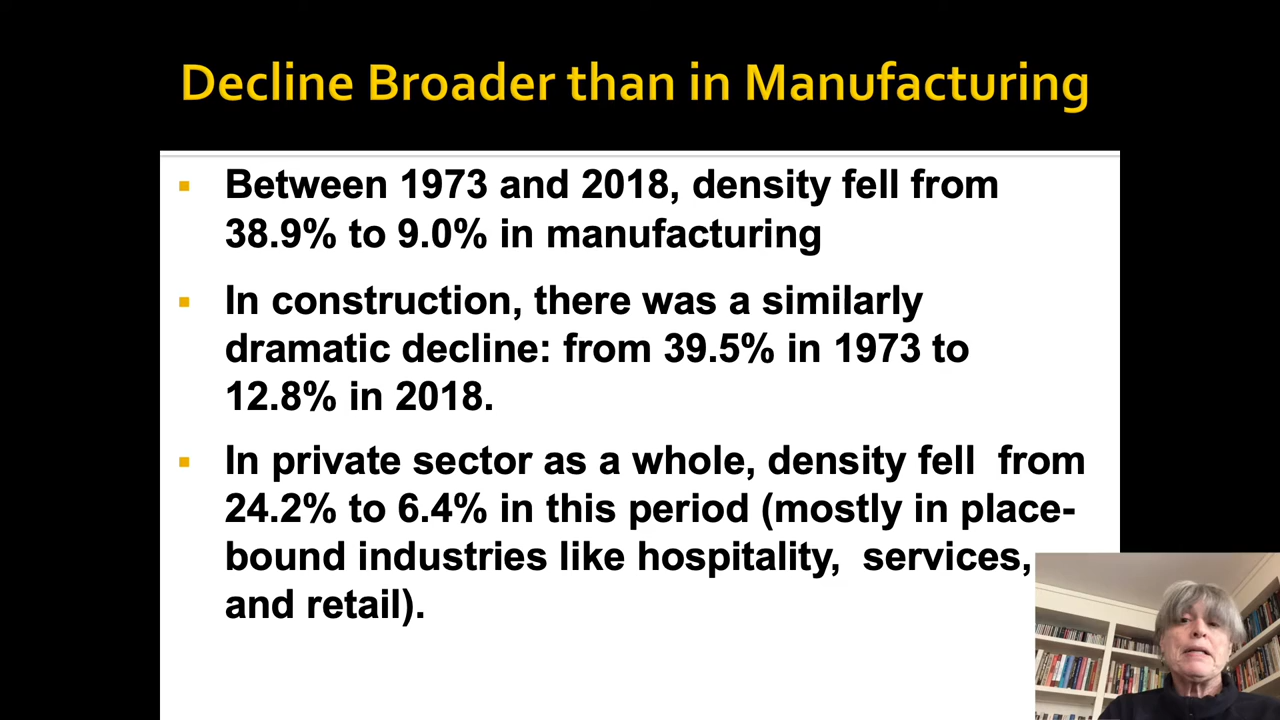 Decline Broader than in Manufacturing
Between 1973 and 2018, density fell from
38.9% to 9.0% in manufacturing
In construction, there was a similarly
dramatic decline: from 39.5% in 1973 to
12.8% in 2018.
In private sector as a whole, density fell from
24.2% to 6.4% in this period (mostly in place-
bound industries like hospitality, services,
and retail).